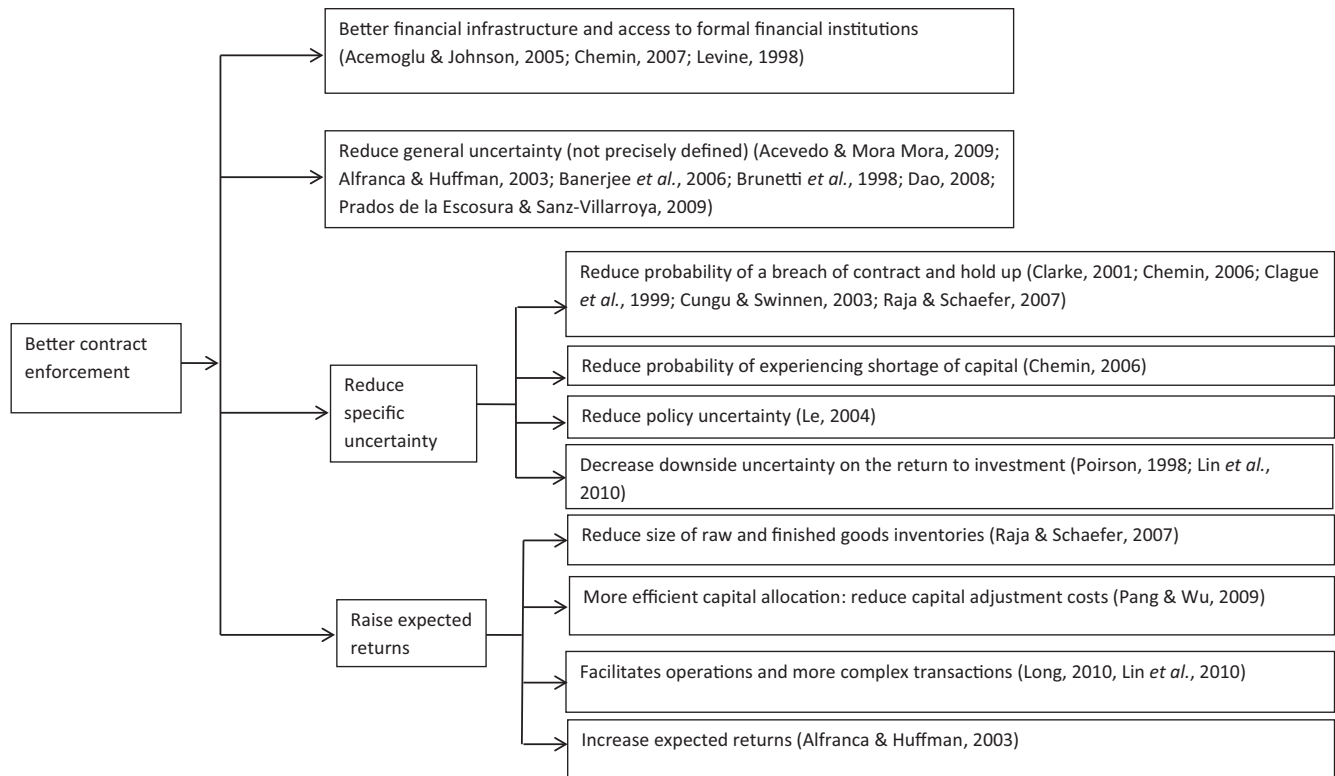 Better financial infrastructure and access to formal financial institutions
(Acemoglu & Johnson, 2005; Chemin, 2007; Levine, 1998)
Reduce general uncertainty (not precisely defined) (Acevedo & Mora Mora, 2009;
Alfranca & Huffman, 2003; Banerjee et al., 2006; Brunetti et al., 1998; Dao, 2008;
Prados de la Escosura & Sanz-Villarroya, 2009)
Better contract
enforcement
Reduce
specific
uncertainty
Reduce probability of a breach of contract and hold up (Clarke, 2001; Chemin, 2006; Clague
et al., 1999; Cungu & Swinnen, 2003; Raja & Schaefer, 2007)
Reduce probability of experiencing shortage of capital (Chemin, 2006)
Reduce policy uncertainty (Le, 2004)
Decrease downside uncertainty on the return to investment (Poirson, 1998; Lin et al.,
2010)
Raise expected
returns
Reduce size of raw and finished goods inventories (Raja & Schaefer, 2007)
More efficient capital allocation: reduce capital adjustment costs (Pang & Wu, 2009)
Facilitates operations and more complex transactions (Long, 2010, Lin et al., 2010)
Increase expected returns (Alfranca & Huffman, 2003)